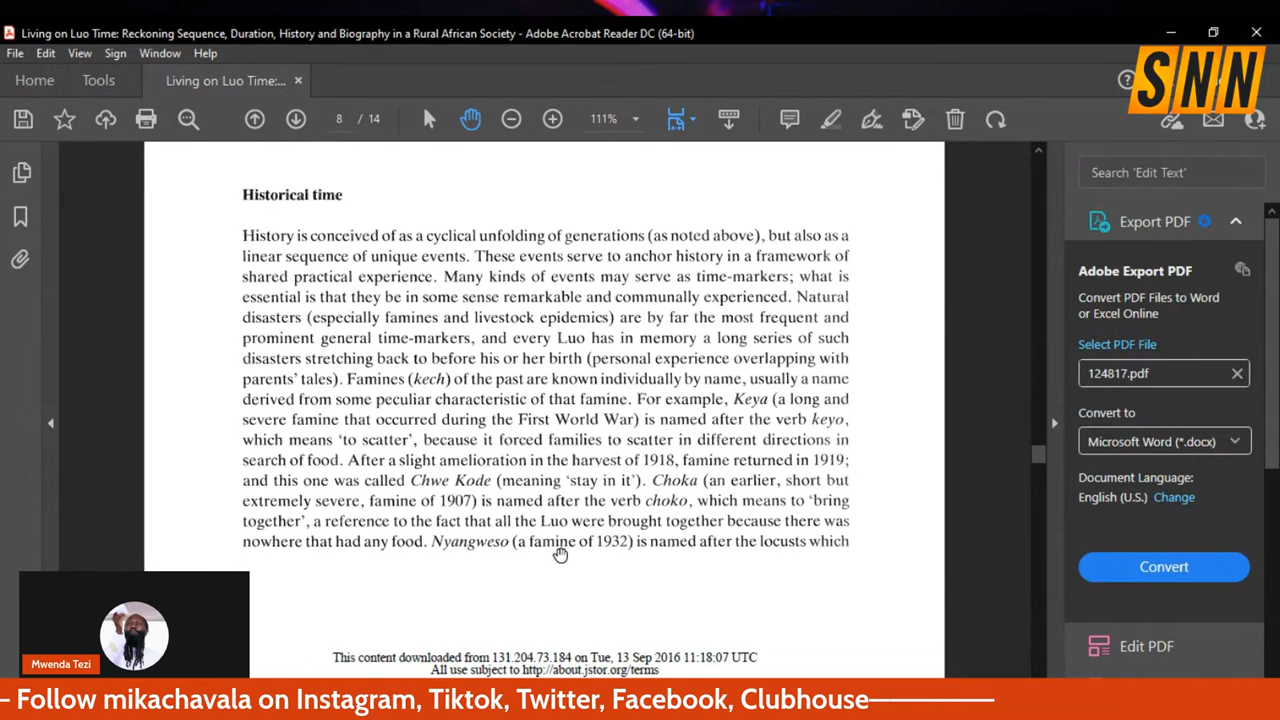 Living on Luo Time: Reckoning Sequence, Duration, History and Biography in a Rural African Society - Adobe Acrobat Reader DC (64-bit)
File Edit View Sign Window Help
SNN
Home Tools Living on Luo Time:...
8 / 14 111%
Search 'Edit Text'
Export PDF
Adobe Export PDF
Convert PDF Files to Word
or Excel Online
Select PDF File
124817.pdf
Convert to
Microsoft Word (*.docx)
Document Language:
English (U.S.) Change
Convert
Edit PDF
Historical time
History is conceived of as a cyclical unfolding of generations (as noted above), but also as a
linear sequence of unique events. These events serve to anchor history in a framework of
shared practical experience. Many kinds of events may serve as time-markers; what is
essential is that they be in some sense remarkable and communally experienced. Natural
disasters (especially famines and livestock epidemics) are by far the most frequent and
prominent general time-markers, and every Luo has in memory a long series of such
disasters stretching back to before his or her birth (personal experience overlapping with
parents' tales). Famines (kech) of the past are known individually by name, usually a name
derived from some peculiar characteristic of that famine. For example, Keya (a long and
severe famine that occurred during the First World War) is named after the verb keyo,
which means 'to scatter', because it forced families to scatter in different directions in
search of food. After a slight amelioration in the harvest of 1918, famine returned in 1919;
and this one was called Chwe Kode (meaning 'stay in it'). Choka (an earlier, short but
extremely severe, famine of 1907) is named after the verb choko, which means to 'bring
together', a reference to the fact that all the Luo were brought together because there was
nowhere that had any food. Nyangweso (a famine of 1932) is named after the locusts which
This content downloaded from 131.204.73.184 on Tue, 13 Sep 2016 11:18:07 UTC
All use subject to http://about.jstor.org/terms
Mwenda Tezi
Follow mikachavala on Instagram, Tiktok, Twitter, Facebook, Clubhouse